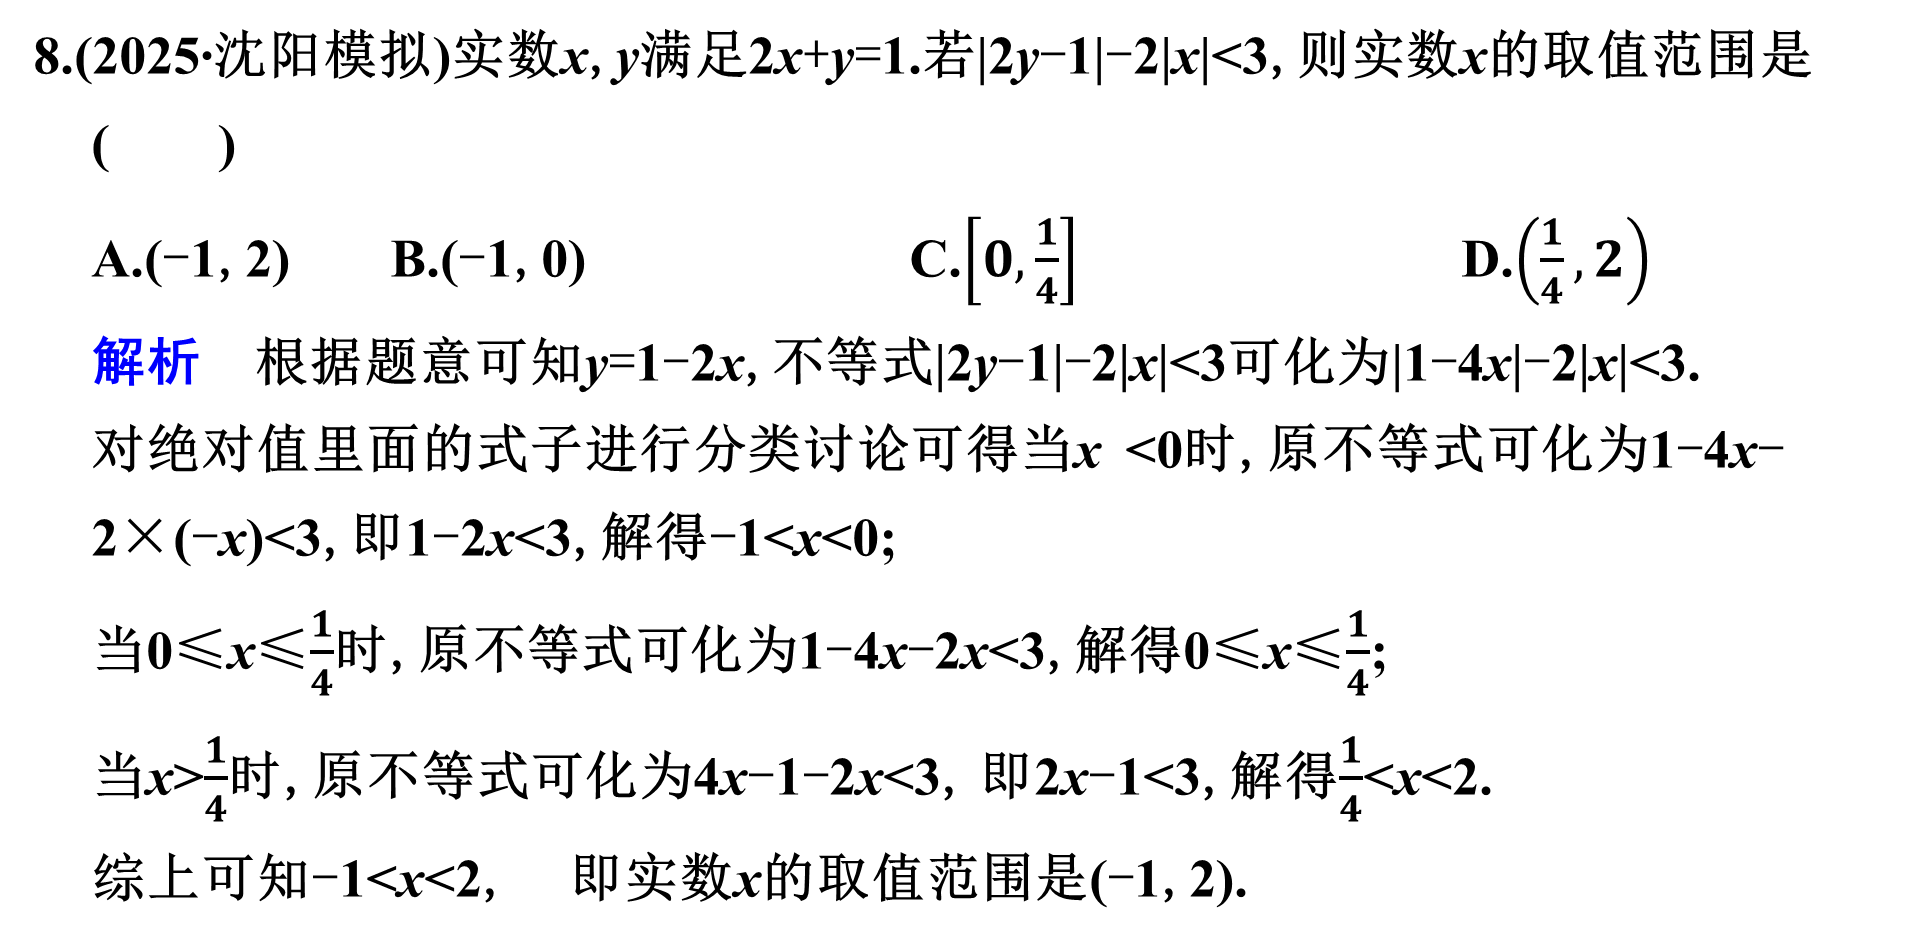 8.(2025·沈阳模拟)实数x, y满足2x+y=1.若|2y−1|−2|x|<3, 则实数x的取值范围是
(　　)
A.(−1, 2)　　B.(−1, 0)　　C.[0, 1/4]　　D.(1/4, 2)
解析　根据题意可知y=1−2x, 不等式|2y−1|−2|x|<3可化为|1−4x|−2|x|<3.
对绝对值里面的式子进行分类讨论可得当x <0时, 原不等式可化为1−4x−
2×(−x)<3, 即1−2x<3, 解得−1<x<0;
当0≤x≤1/4时, 原不等式可化为1−4x−2x<3, 解得0≤x≤1/4;
当x>1/4时, 原不等式可化为4x−1−2x<3, 即2x−1<3, 解得1/4<x<2.
综上可知−1<x<2,　即实数x的取值范围是(−1, 2).